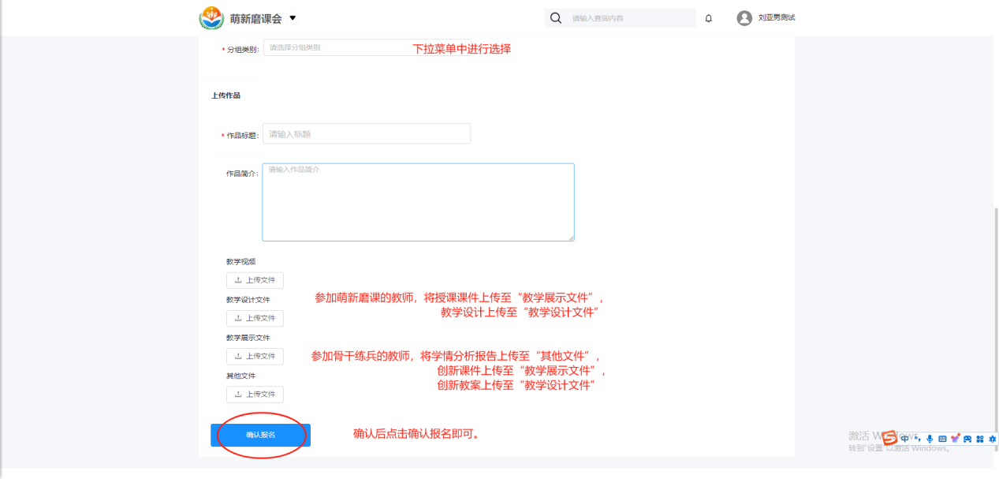 萌新磨课会
请输入查询内容
刘亚男测试
* 分组类别:
请选择分组类别
下拉菜单中进行选择
上传作品
* 作品标题:
请输入标题
作品简介:
请输入作品简介
教学视频
上传文件
教学设计文件
上传文件
教学展示文件
上传文件
其他文件
上传文件
参加萌新磨课的教师，将授课课件上传至“教学展示文件”，
教学设计上传至“教学设计文件”
参加骨干练兵的教师，将学情分析报告上传至“其他文件”，
创新课件上传至“教学展示文件”，
创新教案上传至“教学设计文件”
确认报名
确认后点击确认报名即可。
激活 Windows
转到"设置"以激活 Windows。
中